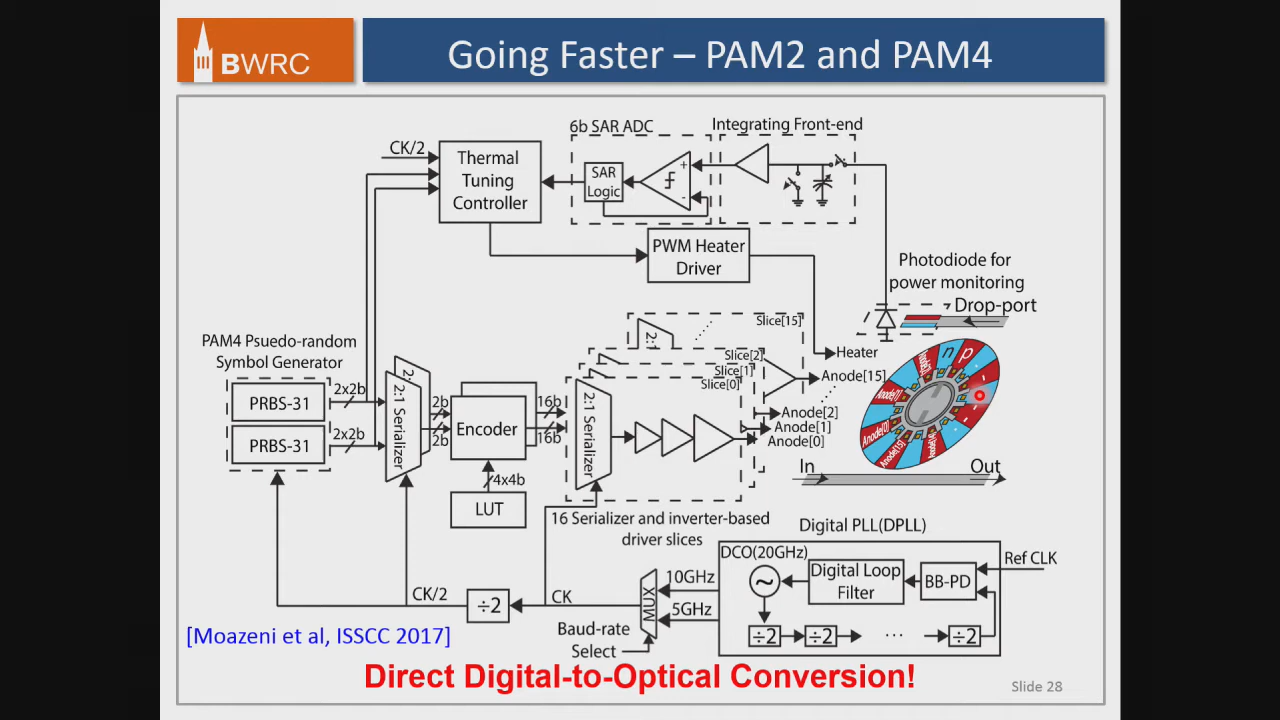 BWRC
Going Faster – PAM2 and PAM4
6b SAR ADC
Integrating Front-end
CK/2
Thermal
Tuning
Controller
SAR
Logic
+
-
PWM Heater
Driver
Photodiode for
power monitoring
Drop-port
Slice[15]
Slice[2]
Slice[1]
Slice[0]
Heater
Anode[15]
Anode[2]
Anode[1]
Anode[0]
PAM4 Psuedo-random
Symbol Generator
PRBS-31
PRBS-31
2x2b
2x2b
2:1 Serializer
2b
2b
Encoder
16b
16b
LUT
4x4b
2:1 Serializer
2:
n
p
Anode[1]
Anode[0]
Anode[15]
In
Out
16 Serializer and inverter-based
driver slices
Digital PLL(DPLL)
DCO(20GHz)
~
Digital Loop
Filter
BB-PD
Ref CLK
÷2
÷2
...
÷2
10GHz
5GHz
MUX
CK
÷2
CK/2
Baud-rate
Select
[Moazeni et al, ISSCC 2017]
Direct Digital-to-Optical Conversion!
Slide 28